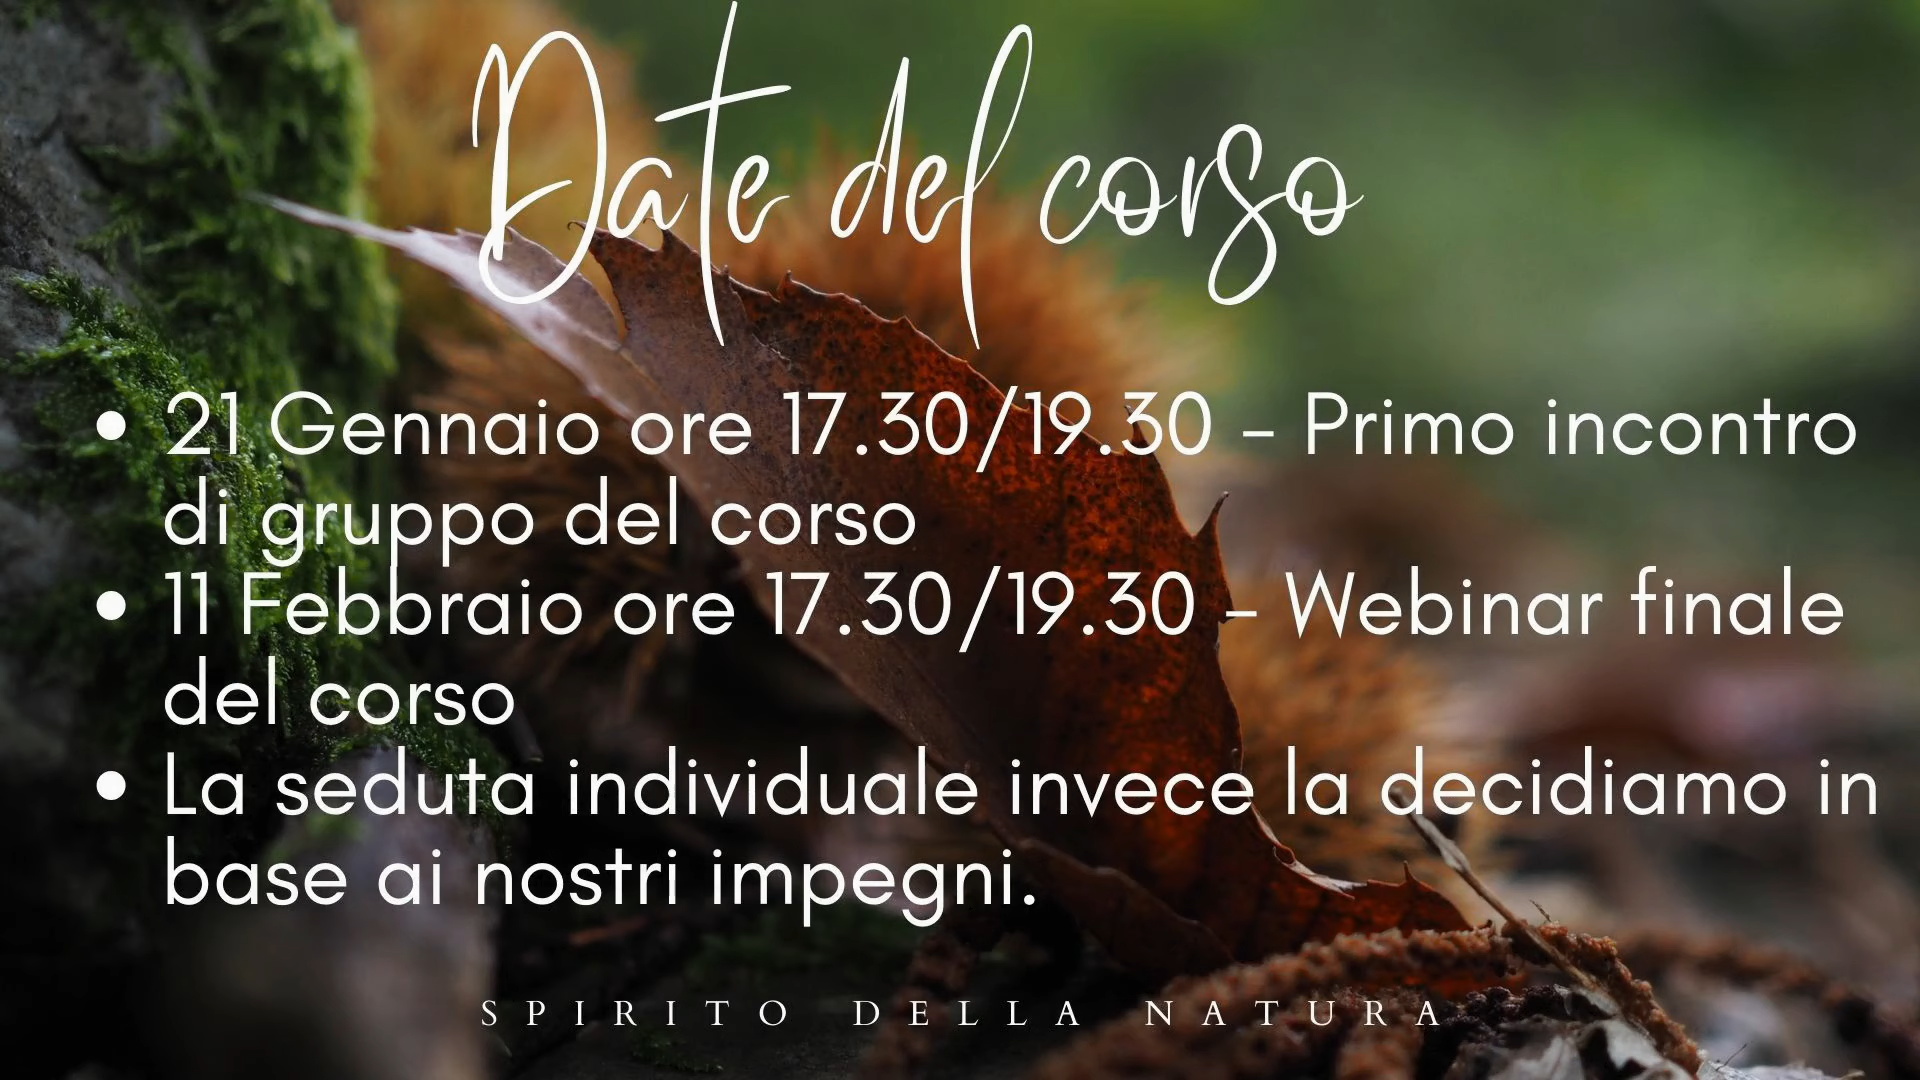 Date del corso
• 21 Gennaio ore 17.30/19.30 – Primo incontro
di gruppo del corso
• 11 Febbraio ore 17.30/19.30 – Webinar finale
del corso
• La seduta individuale invece la decidiamo in
base ai nostri impegni.
SPIRITO DELLA NATURA